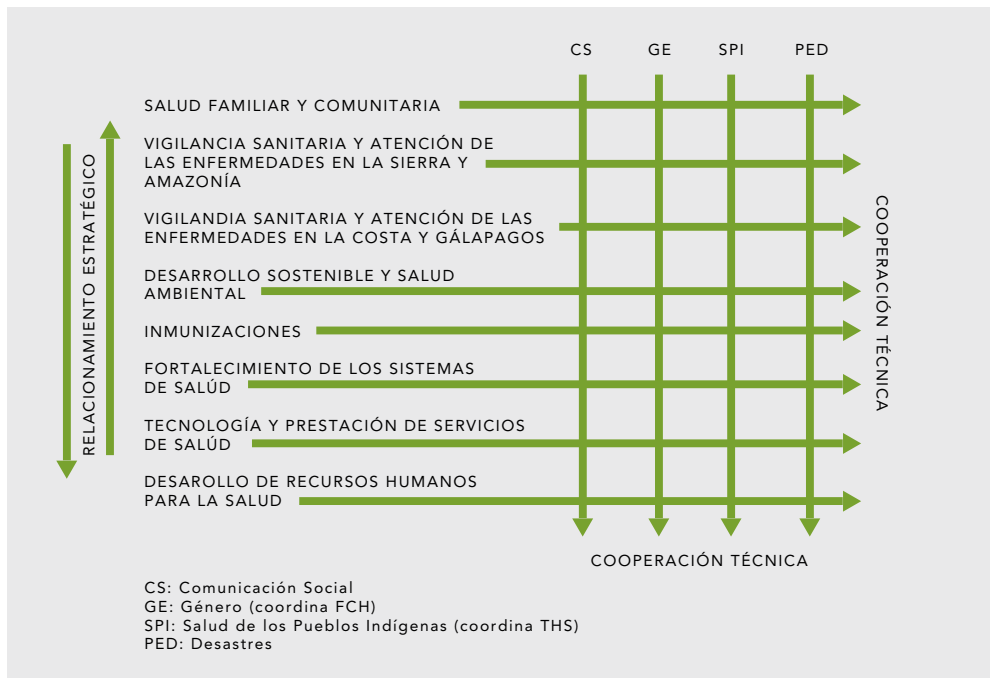 CS GE SPI PED
SALUD FAMILIAR Y COMUNITARIA
VIGILANCIA SANITARIA Y ATENCIÓN DE
LAS ENFERMEDADES EN LA SIERRA Y
AMAZONÍA
VIGILANDIA SANITARIA Y ATENCIÓN DE LAS
ENFERMEDADES EN LA COSTA Y GÁLAPAGOS
DESARROLLO SOSTENIBLE Y SALUD
AMBIENTAL
INMUNIZACIONES
FORTALECIMIENTO DE LOS SISTEMAS
DE SALÚD
TECNOLOGÍA Y PRESTACIÓN DE SERVICIOS
DE SALÚD
DESAROLLO DE RECURSOS HUMANOS
PARA LA SALUD
RELACIONAMIENTO ESTRATÉGICO
COOPERACIÓN TÉCNICA
COOPERACIÓN TÉCNICA
CS: Comunicación Social
GE: Género (coordina FCH)
SPI: Salud de los Pueblos Indígenas (coordina THS)
PED: Desastres